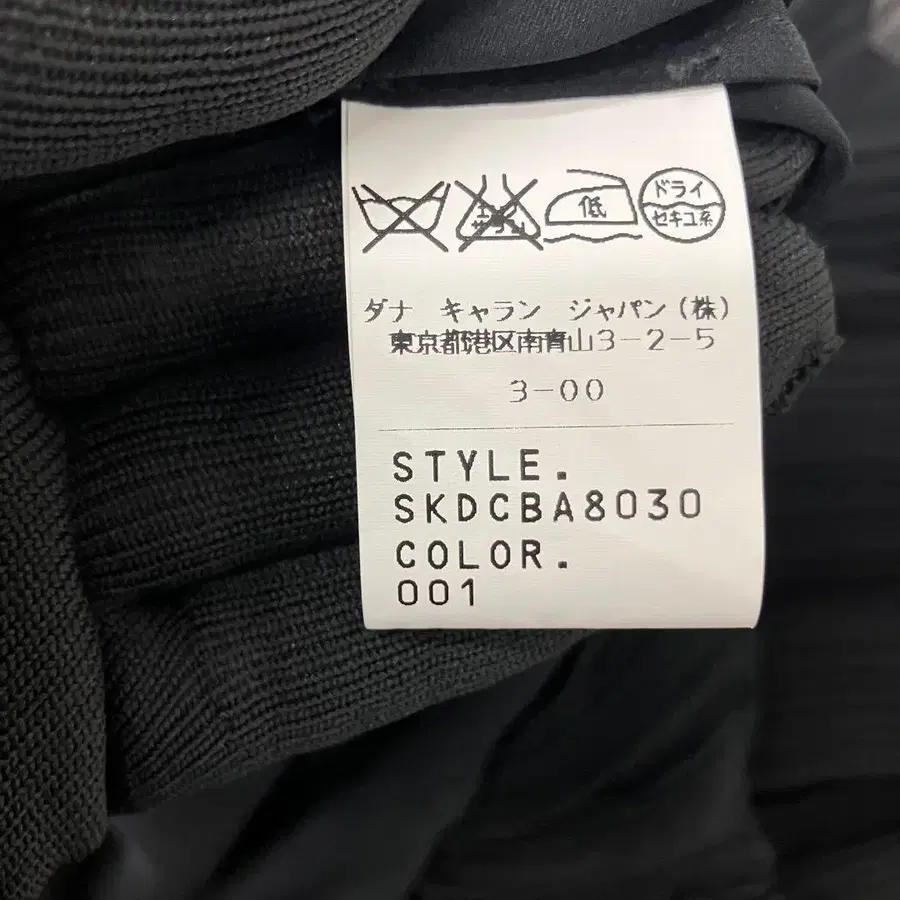 低
ドライ
セキユ系
ダナ キャラン ジャパン(株)
東京都港区南青山3-2-5
3-00
STYLE.
SKDCBA8030
COLOR.
001